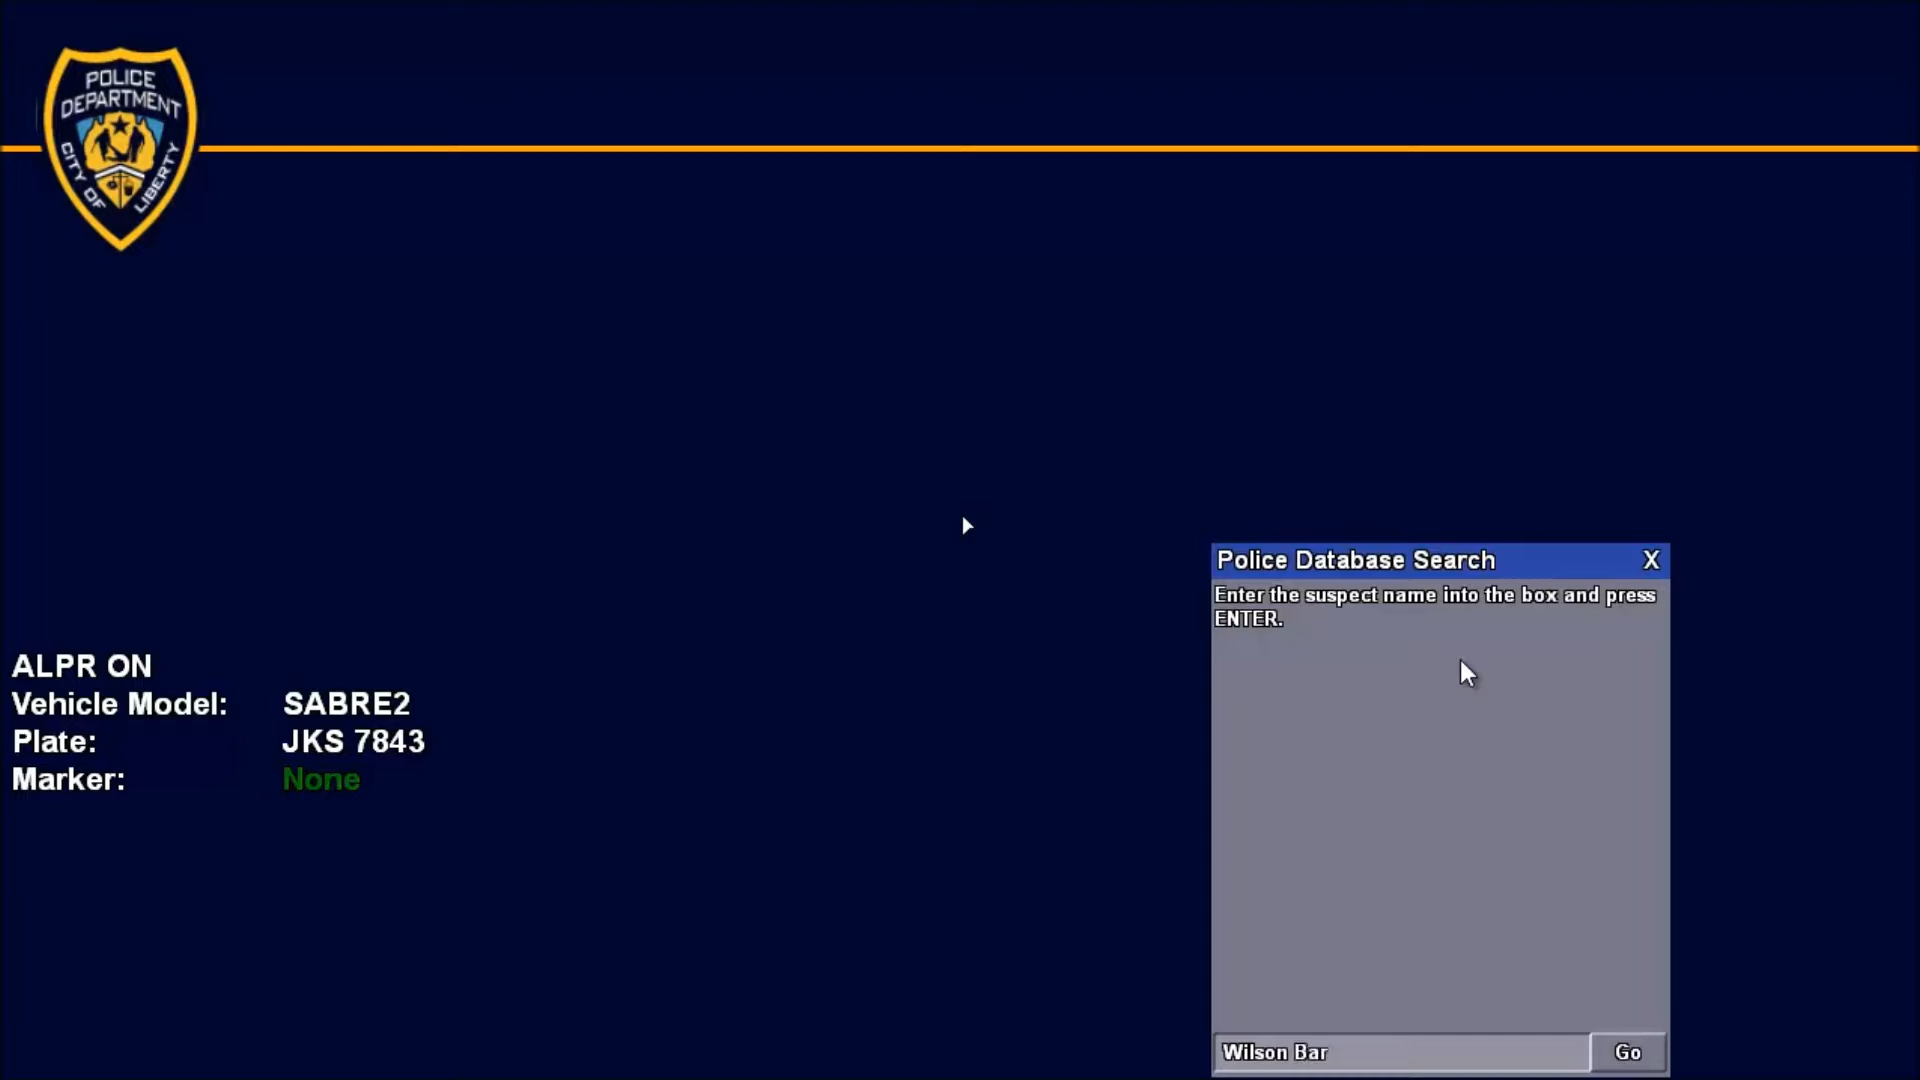 POLICE
DEPARTMENT
CITY OF LIBERTY
Police Database Search X
Enter the suspect name into the box and press
ENTER.
ALPR ON
Vehicle Model: SABRE2
Plate: JKS 7843
Marker: None
Wilson Bar Go